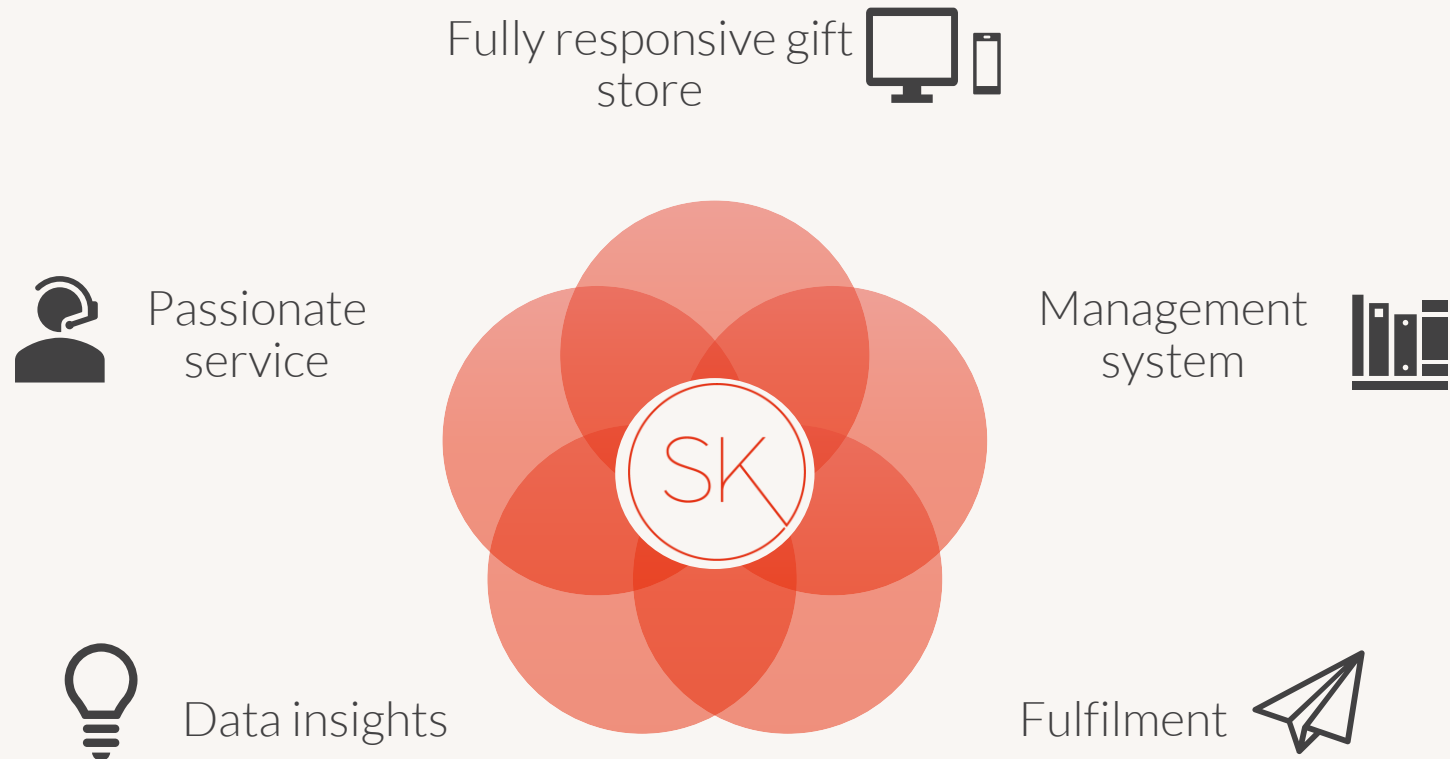 Fully responsive gift
store
Passionate
service
Management
system
SK
Data insights
Fulfilment